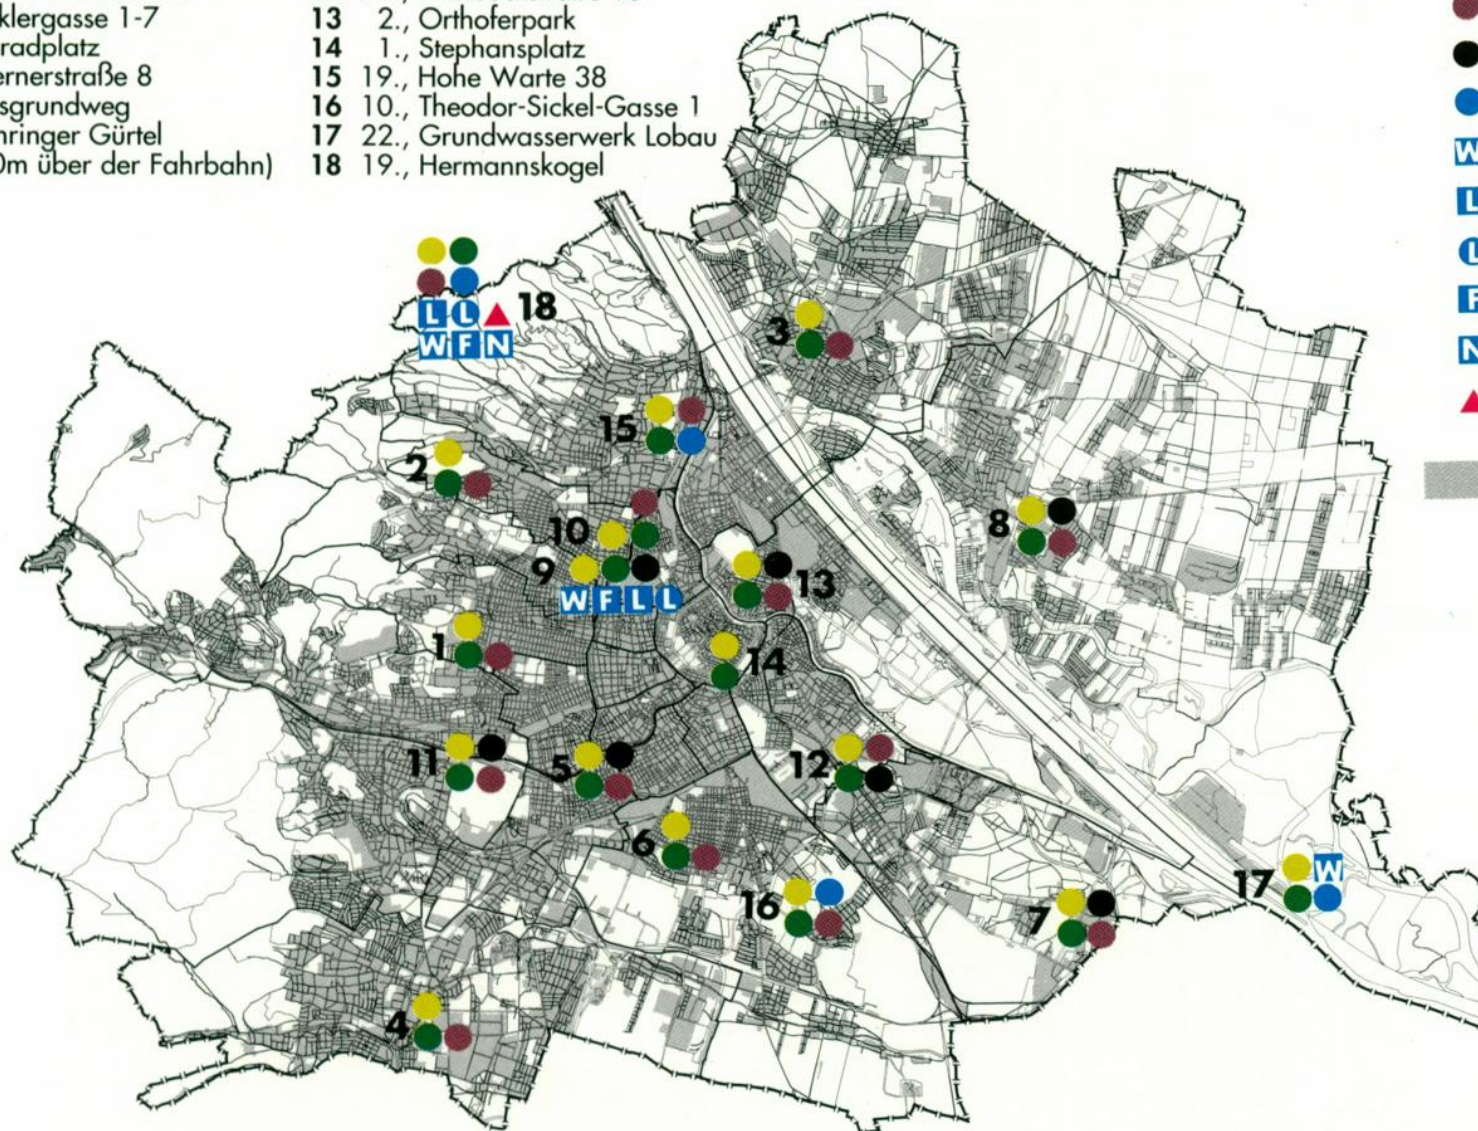 klergasse 1-7
radplatz
ernerstraße 8
sgrundweg
hringer Gürtel
0m über der Fahrbahn)
13 2., Orthoferpark
14 1., Stephansplatz
15 19., Hohe Warte 38
16 10., Theodor-Sickel-Gasse 1
17 22., Grundwasserwerk Lobau
18 19., Hermannskogel
W
L
L
F
N
L L 18
W F N
3
15
2
10
9
W F L L
8
13
1
14
11
5
12
6
16
7
17 W
4